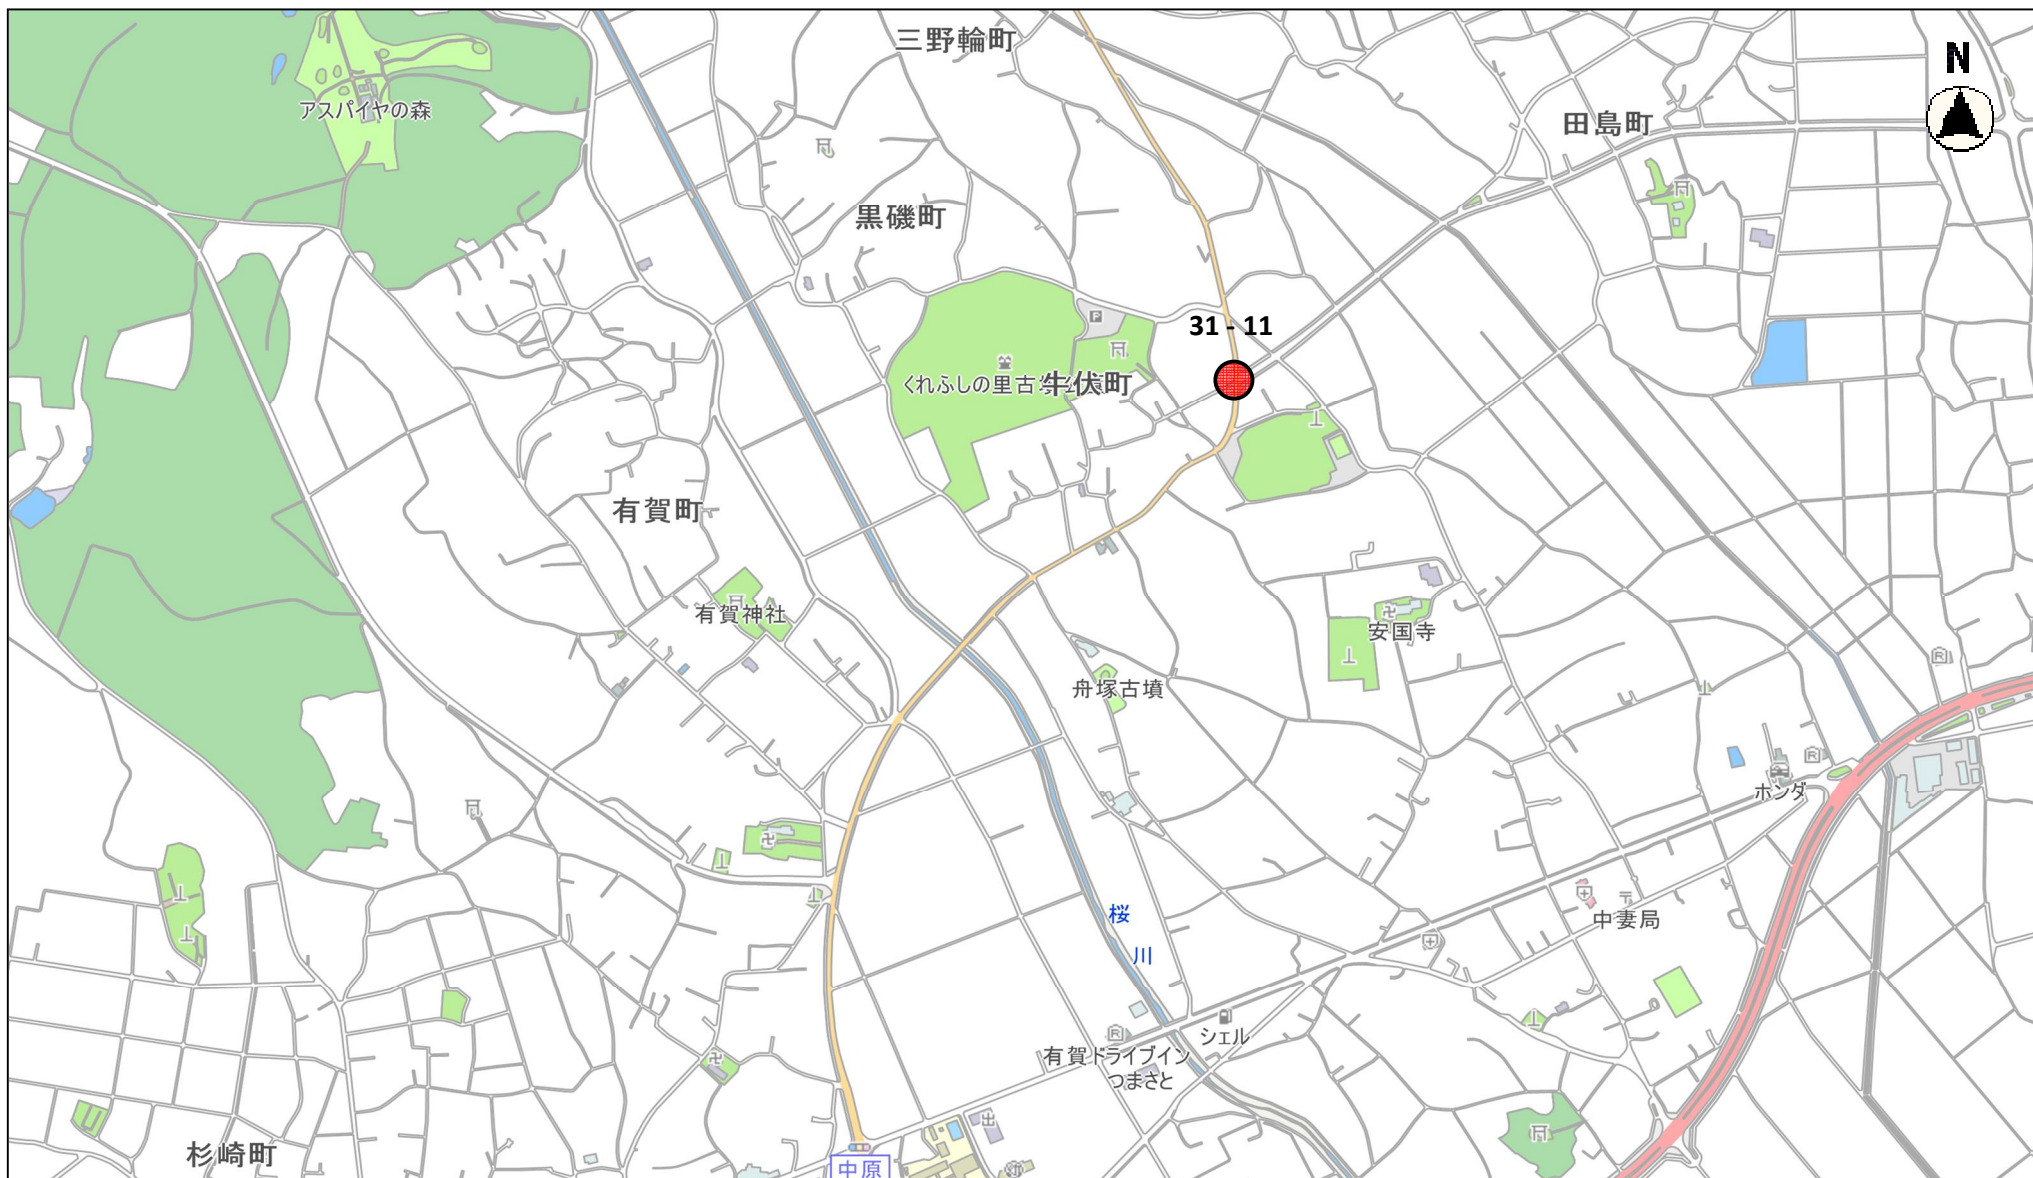 三野輪町
N
アスパイヤの森
田島町
黒磯町
31 - 11
P
くれふしの里古
牛伏町
有賀町
有賀神社
安国寺
舟塚古墳
R
R
ホンダ
中妻局
桜
川
シェル
R
有賀ドライブイン
つまさと
出
杉崎町
中原